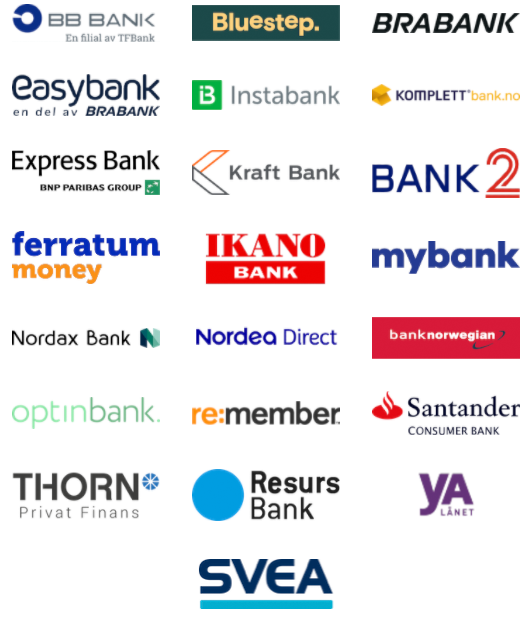 BB BANK
En filial av TFBank
Bluestep.
BRABANK
easybank
en del av BRABANK
Instabank
KOMPLETT bank.no
Express Bank
BNP PARIBAS GROUP
Kraft Bank
BANK 2
ferratum
money
IKANO
BANK
mybank
Nordax Bank
Nordea Direct
banknorwegian
optinbank.
re:member.
Santander
CONSUMER BANK
THORN
Privat Finans
Resurs
Bank
yA
LÅNET
SVEA